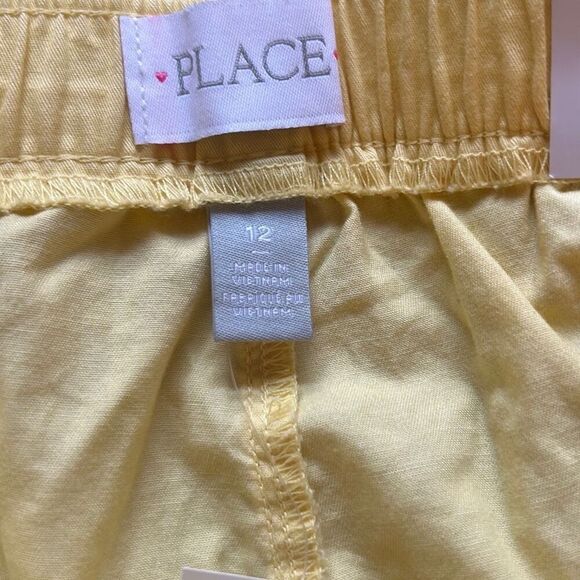 PLACE
12
MADE IN
VIETNAM
FABRIQUÉ AU
VIETNAM